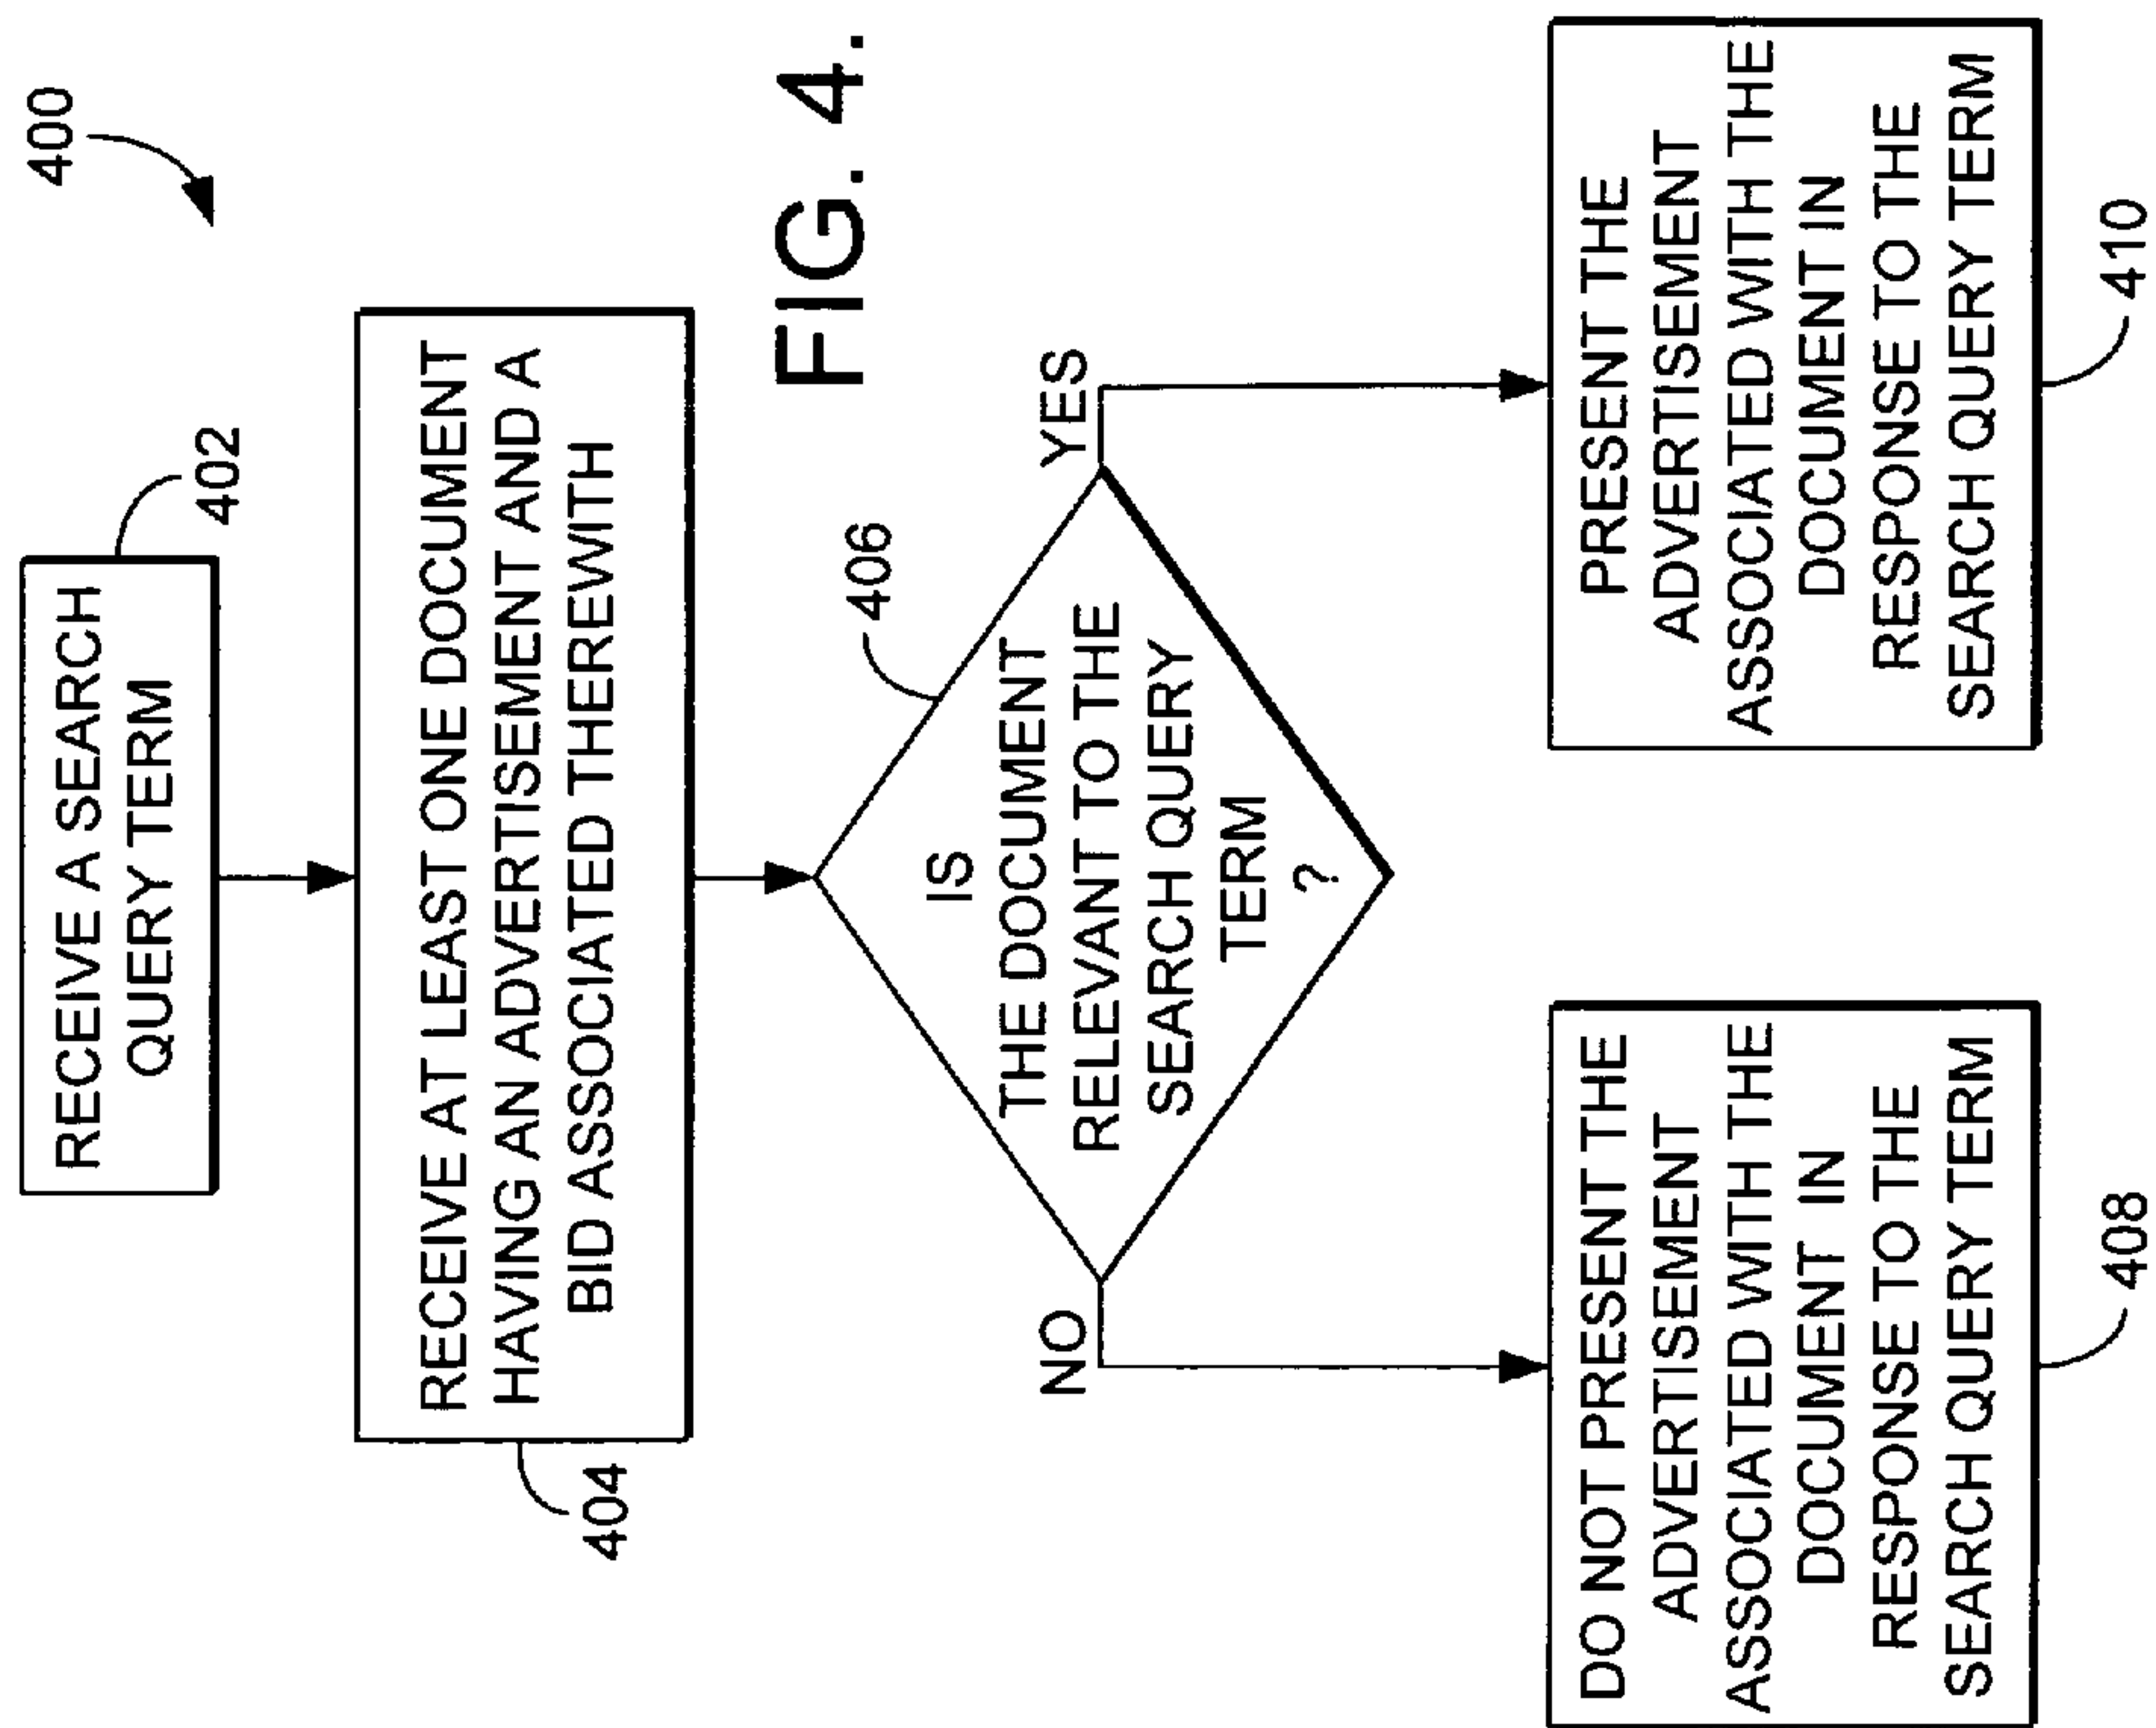 400
RECEIVE A SEARCH
QUERY TERM
402
RECEIVE AT LEAST ONE DOCUMENT
HAVING AN ADVERTISEMENT AND A
BID ASSOCIATED THEREWITH
404
FIG. 4.
406
IS
THE DOCUMENT
RELEVANT TO THE
SEARCH QUERY
TERM
?
NO
YES
DO NOT PRESENT THE
ADVERTISEMENT
ASSOCIATED WITH THE
DOCUMENT IN
RESPONSE TO THE
SEARCH QUERY TERM
408
PRESENT THE
ADVERTISEMENT
ASSOCIATED WITH THE
DOCUMENT IN
RESPONSE TO THE
SEARCH QUERY TERM
410